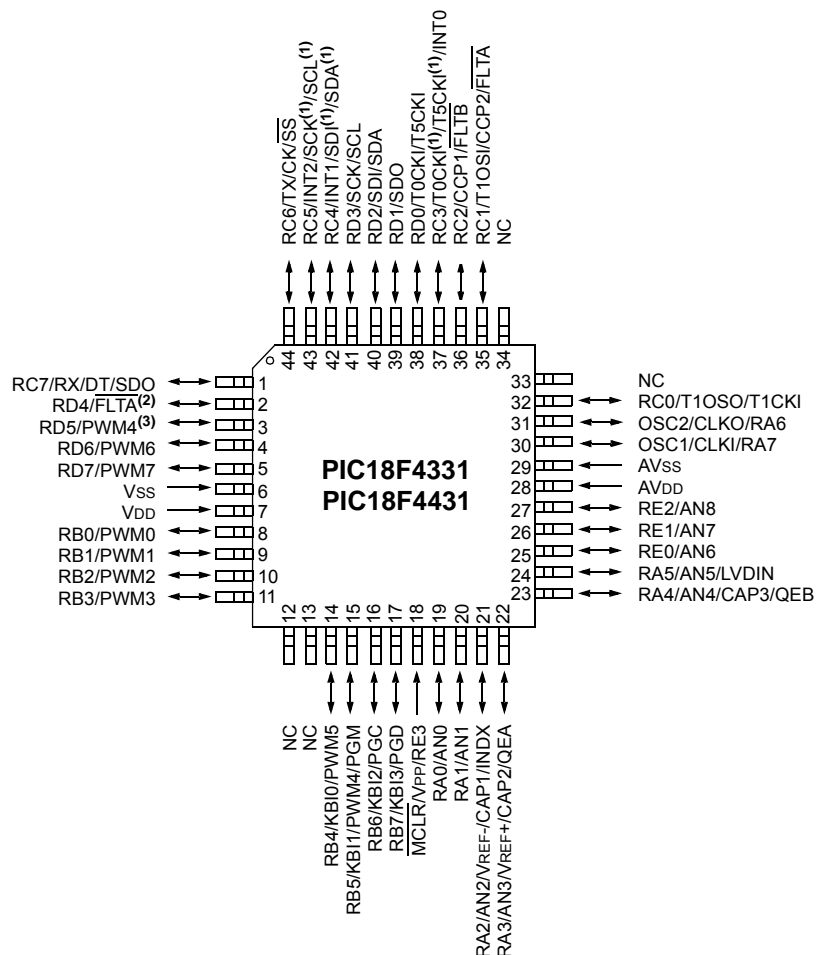 RC6/TX/CK/SS
RC5/INT2/SCK(1)/SCL(1)
RC4/INT1/SDI(1)/SDA(1)
RD3/SCK/SCL
RD2/SDI/SDA
RD1/SDO
RD0/T0CKI/T5CKI
RC3/T0CKI(1)/T5CKI(1)/INT0
RC2/CCP1/FLTB
RC1/T1OSI/CCP2/FLTA
NC
44
43
42
41
40
39
38
37
36
35
34
RC7/RX/DT/SDO 1
RD4/FLTA(2) 2
RD5/PWM4(3) 3
RD6/PWM6 4
RD7/PWM7 5
VSS 6
VDD 7
RB0/PWM0 8
RB1/PWM1 9
RB2/PWM2 10
RB3/PWM3 11
PIC18F4331
PIC18F4431
33 NC
32 RC0/T1OSO/T1CKI
31 OSC2/CLKO/RA6
30 OSC1/CLKI/RA7
29 AVSS
28 AVDD
27 RE2/AN8
26 RE1/AN7
25 RE0/AN6
24 RA5/AN5/LVDIN
23 RA4/AN4/CAP3/QEB
12
13
14
15
16
17
18
19
20
21
22
NC
NC
RB4/KBI0/PWM5
RB5/KBI1/PWM4/PGM
RB6/KBI2/PGC
RB7/KBI3/PGD
MCLR/VPP/RE3
RA0/AN0
RA1/AN1
RA2/AN2/VREF-/CAP1/INDX
RA3/AN3/VREF+/CAP2/QEA